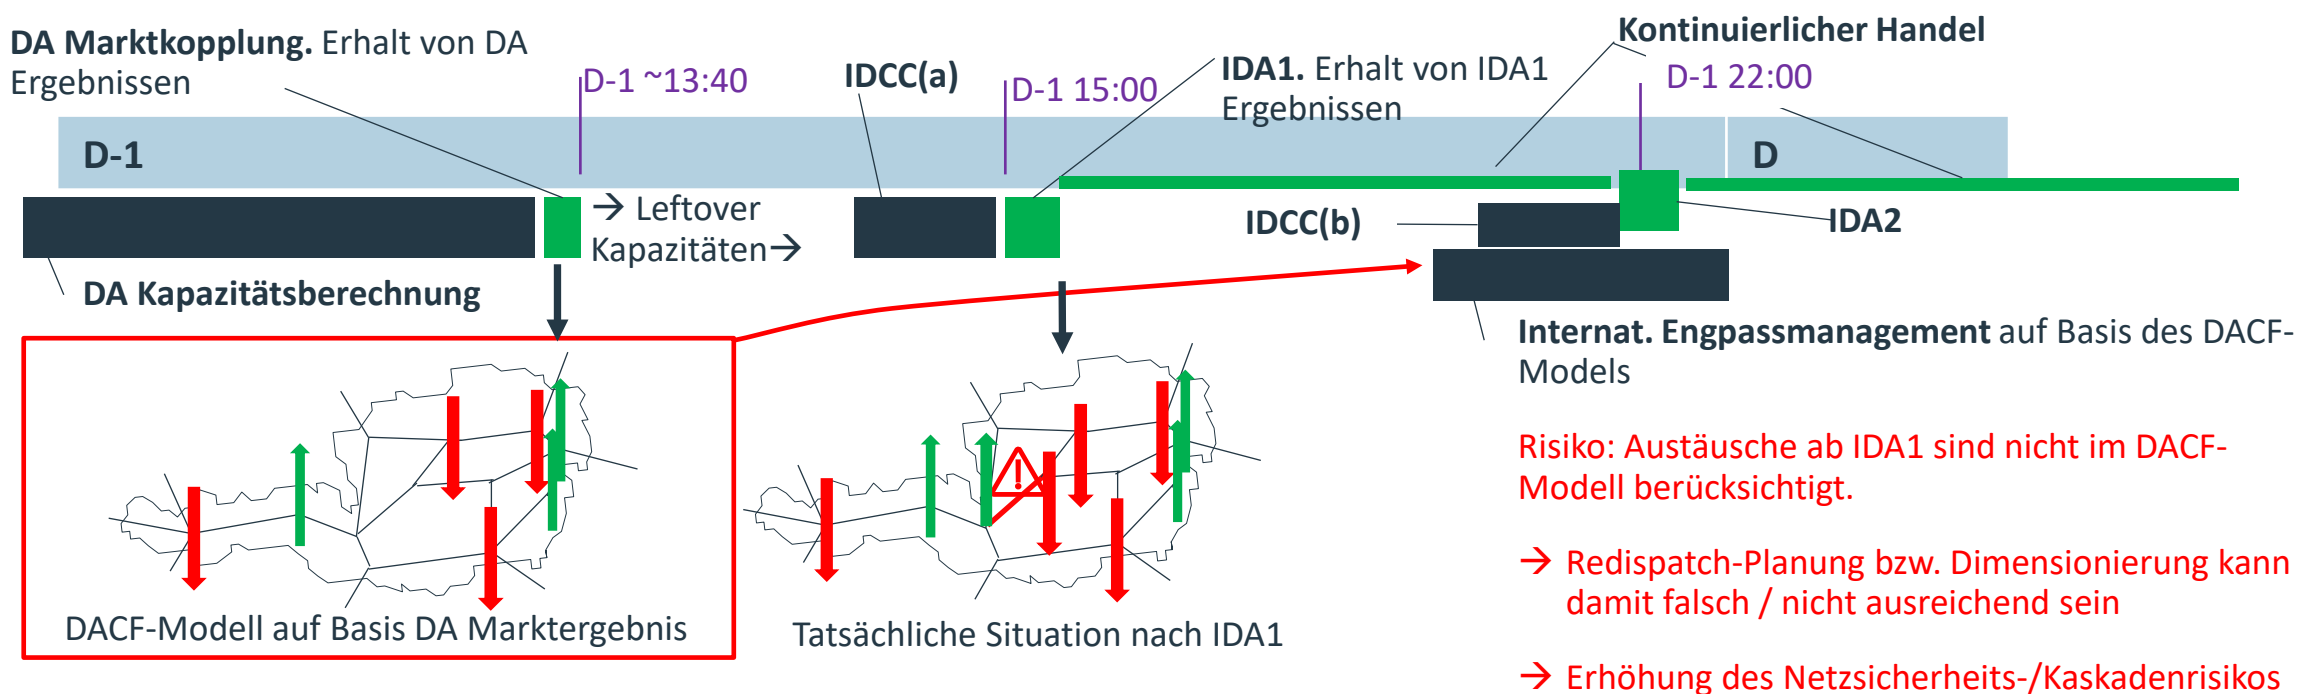 DA Marktkopplung. Erhalt von DA
Ergebnissen
D-1 ~13:40
IDCC(a)
D-1 15:00
IDA1. Erhalt von IDA1
Ergebnissen
Kontinuierlicher Handel
D-1 22:00
D-1
D
→ Leftover
Kapazitäten→
IDCC(b)
IDA2
DA Kapazitätsberechnung
Internat. Engpassmanagement auf Basis des DACF-
Models
Risiko: Austäusche ab IDA1 sind nicht im DACF-
Modell berücksichtigt.
→ Redispatch-Planung bzw. Dimensionierung kann
damit falsch / nicht ausreichend sein
→ Erhöhung des Netzsicherheits-/Kaskadenrisikos
DACF-Modell auf Basis DA Marktergebnis
Tatsächliche Situation nach IDA1